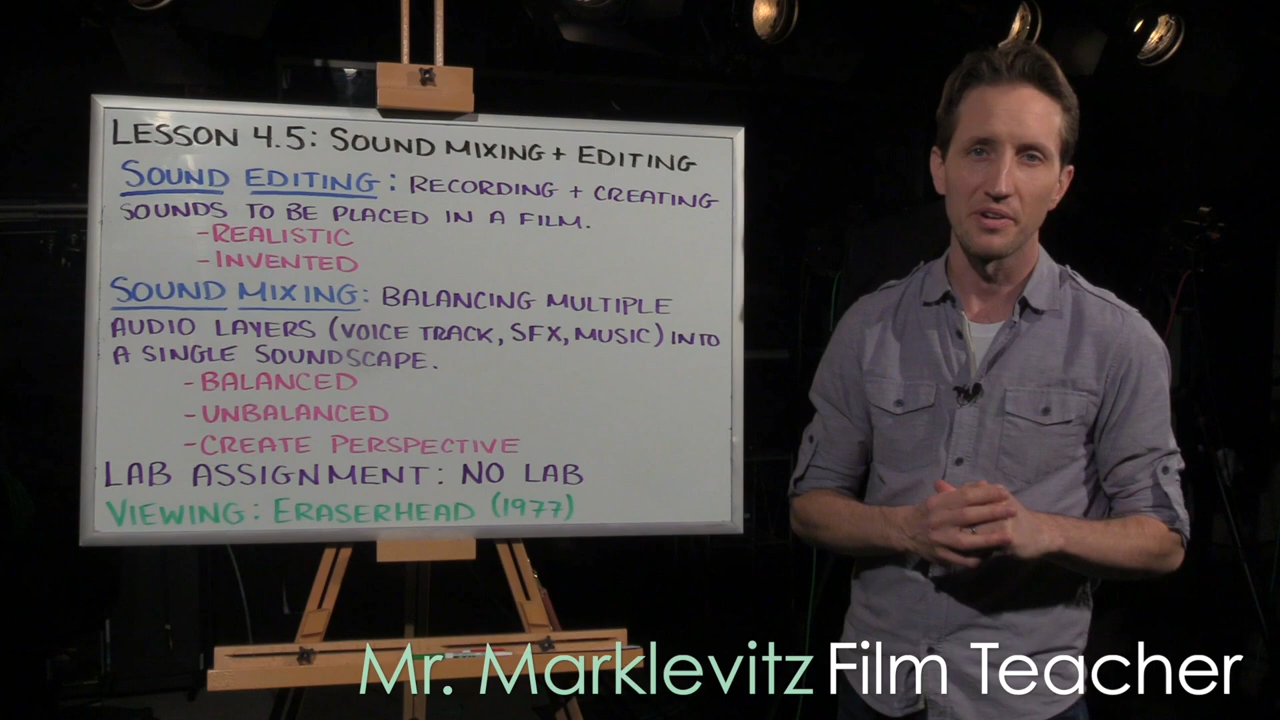 LESSON 4.5: SOUND MIXING + EDITING
SOUND EDITING: RECORDING + CREATING
SOUNDS TO BE PLACED IN A FILM.
-REALISTIC
-INVENTED
SOUND MIXING: BALANCING MULTIPLE
AUDIO LAYERS (VOICE TRACK, SFX, MUSIC) INTO
A SINGLE SOUNDSCAPE.
-BALANCED
-UNBALANCED
-CREATE PERSPECTIVE
LAB ASSIGNMENT: NO LAB
VIEWING: ERASERHEAD (1977)
Mr. Marklevitz Film Teacher